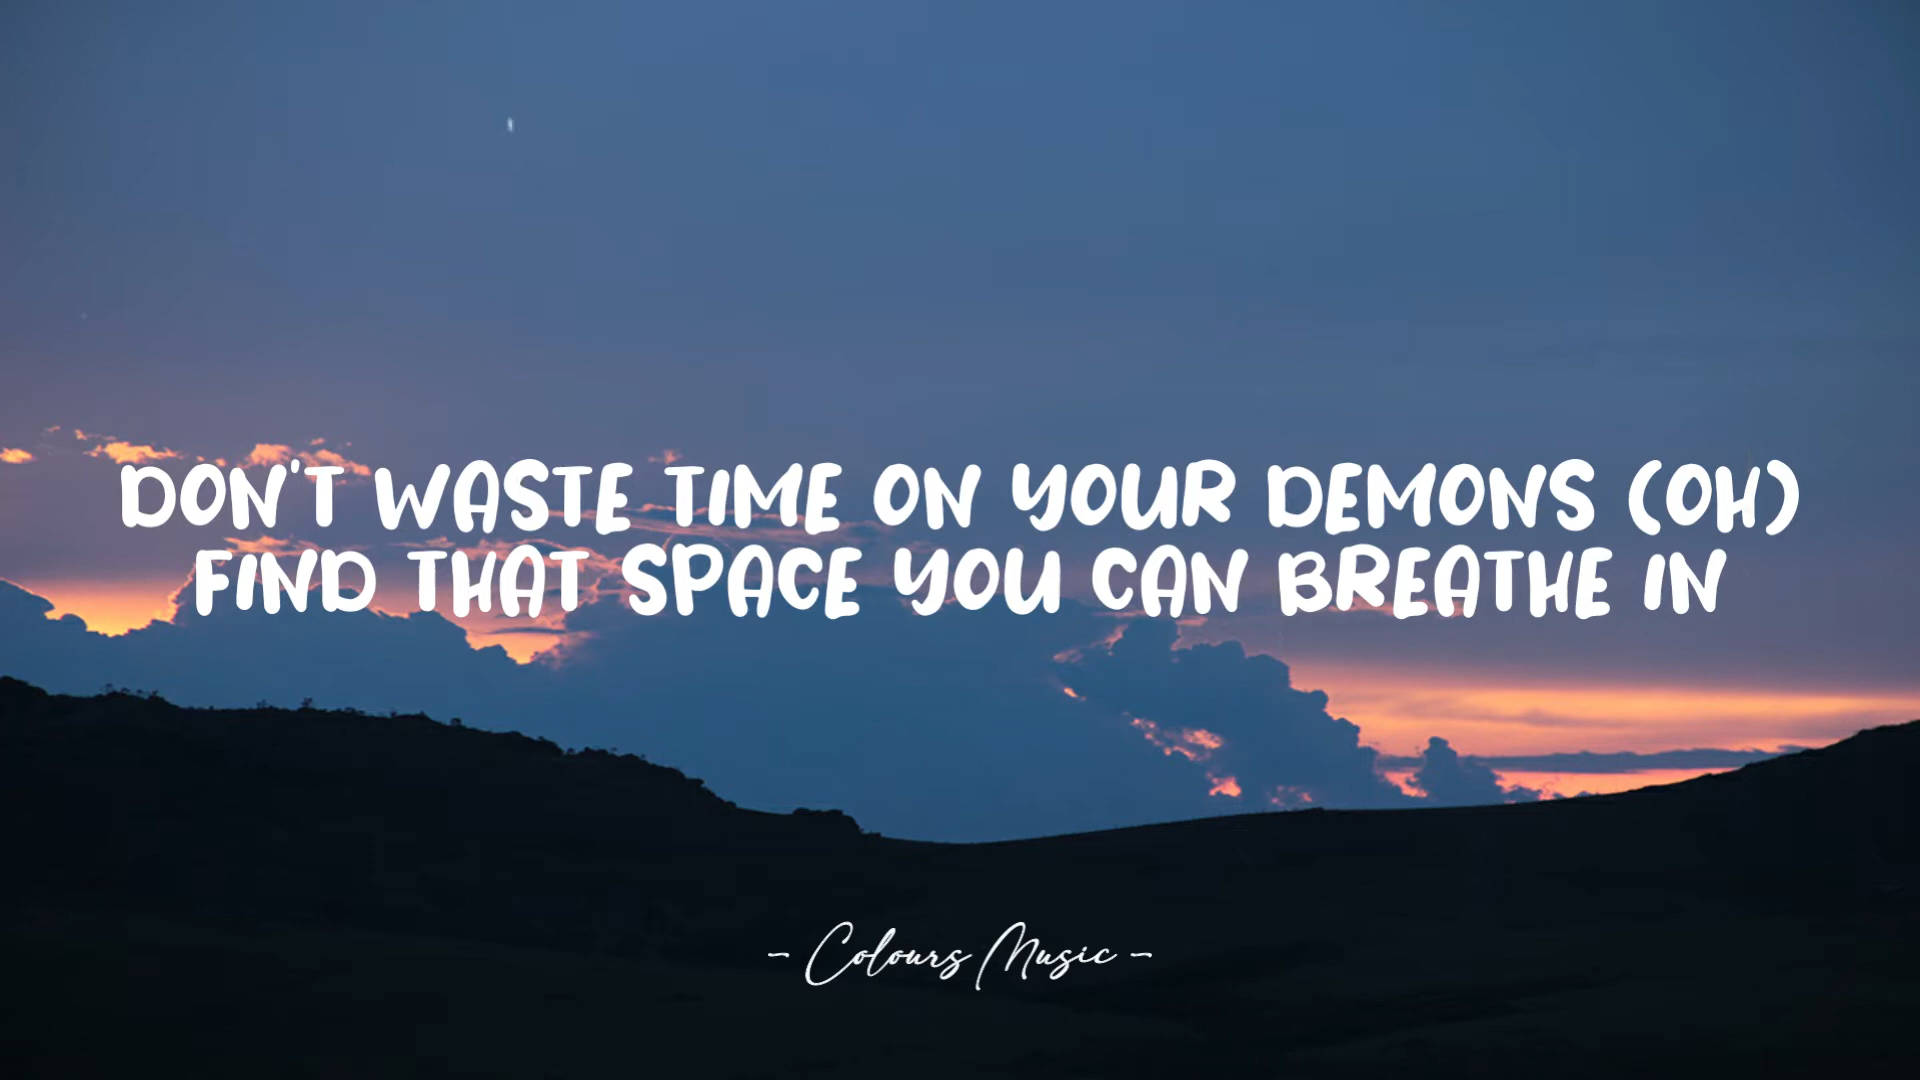 DON'T WASTE TIME ON YOUR DEMONS (OH)
FIND THAT SPACE YOU CAN BREATHE IN
- Colours Music -